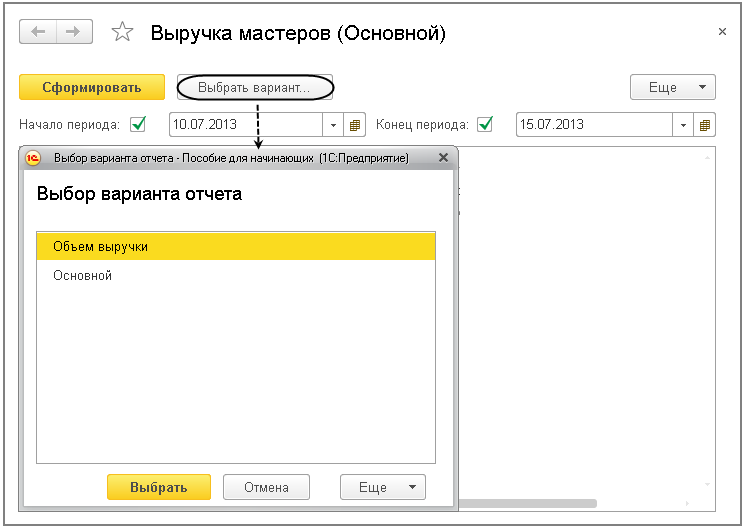 Выручка мастеров (Основной)
Сформировать Выбрать вариант... Еще
Начало периода: 10.07.2013 Конец периода: 15.07.2013
1С Выбор варианта отчета - Пособие для начинающих (1С:Предприятие)
Выбор варианта отчета
Объем выручки
Основной
Выбрать Отмена Еще